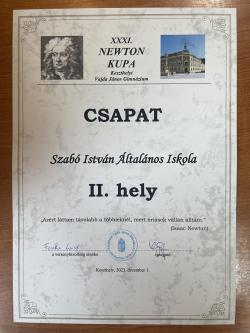 XXXI.
NEWTON
KUPA
Keszthelyi
Vajda János Gimnázium
CSAPAT
Szabó István Általános Iskola
II. hely
„Azért láttam távolabb a többieknél, mert óriások vállán álltam.”
(Isaac Newton)
a versenybizottság elnöke
igazgató
Keszthely, 2023. december 1.